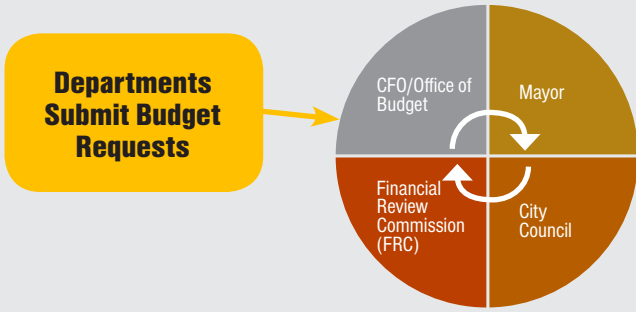 Departments
Submit Budget
Requests
CFO/Office of
Budget
Mayor
Financial
Review
Commission
(FRC)
City
Council